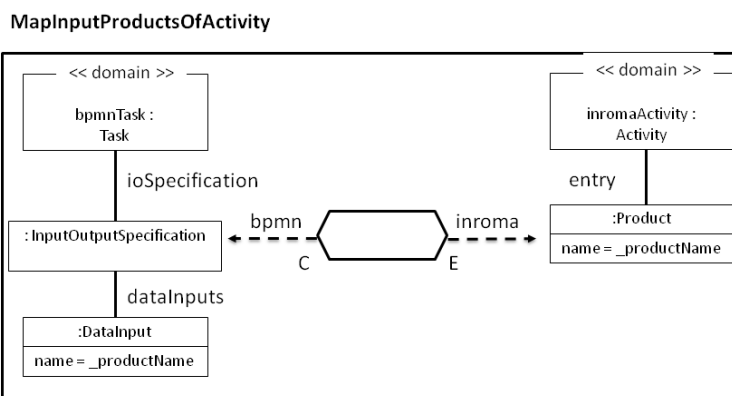 MapInputProductsOfActivity
<< domain >>
bpmnTask :
Task
ioSpecification
: InputOutputSpecification
dataInputs
:DataInput
name = _productName
bpmn
C
inroma
E
<< domain >>
inromaActivity :
Activity
entry
:Product
name = _productName